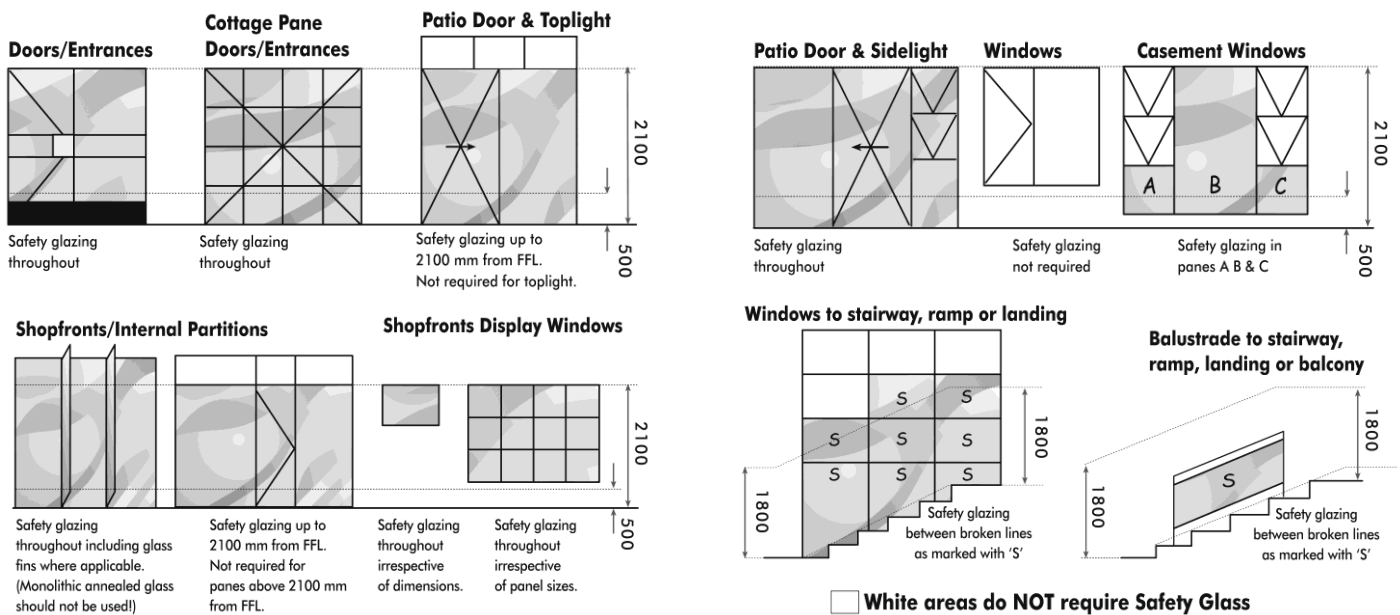 Doors/Entrances
Cottage Pane
Doors/Entrances
Patio Door & Toplight
2100
500
Safety glazing
throughout
Safety glazing
throughout
Safety glazing up to
2100 mm from FFL.
Not required for toplight.
Patio Door & Sidelight
Windows
Casement Windows
A
B
C
2100
500
Safety glazing
throughout
Safety glazing
not required
Safety glazing in
panes A B & C
Shopfronts/Internal Partitions
Shopfronts Display Windows
2100
500
Safety glazing
throughout including glass
fins where applicable.
(Monolithic annealed glass
should not be used!)
Safety glazing up to
2100 mm from FFL.
Not required for
panes above 2100 mm
from FFL.
Safety glazing
throughout
irrespective
of dimensions.
Safety glazing
throughout
irrespective
of panel sizes.
Windows to stairway, ramp or landing
S S
S S S
S S S
1800
1800
Safety glazing
between broken lines
as marked with 'S'
Balustrade to stairway,
ramp, landing or balcony
S
1800
1800
Safety glazing
between broken lines
as marked with 'S'
White areas do NOT require Safety Glass